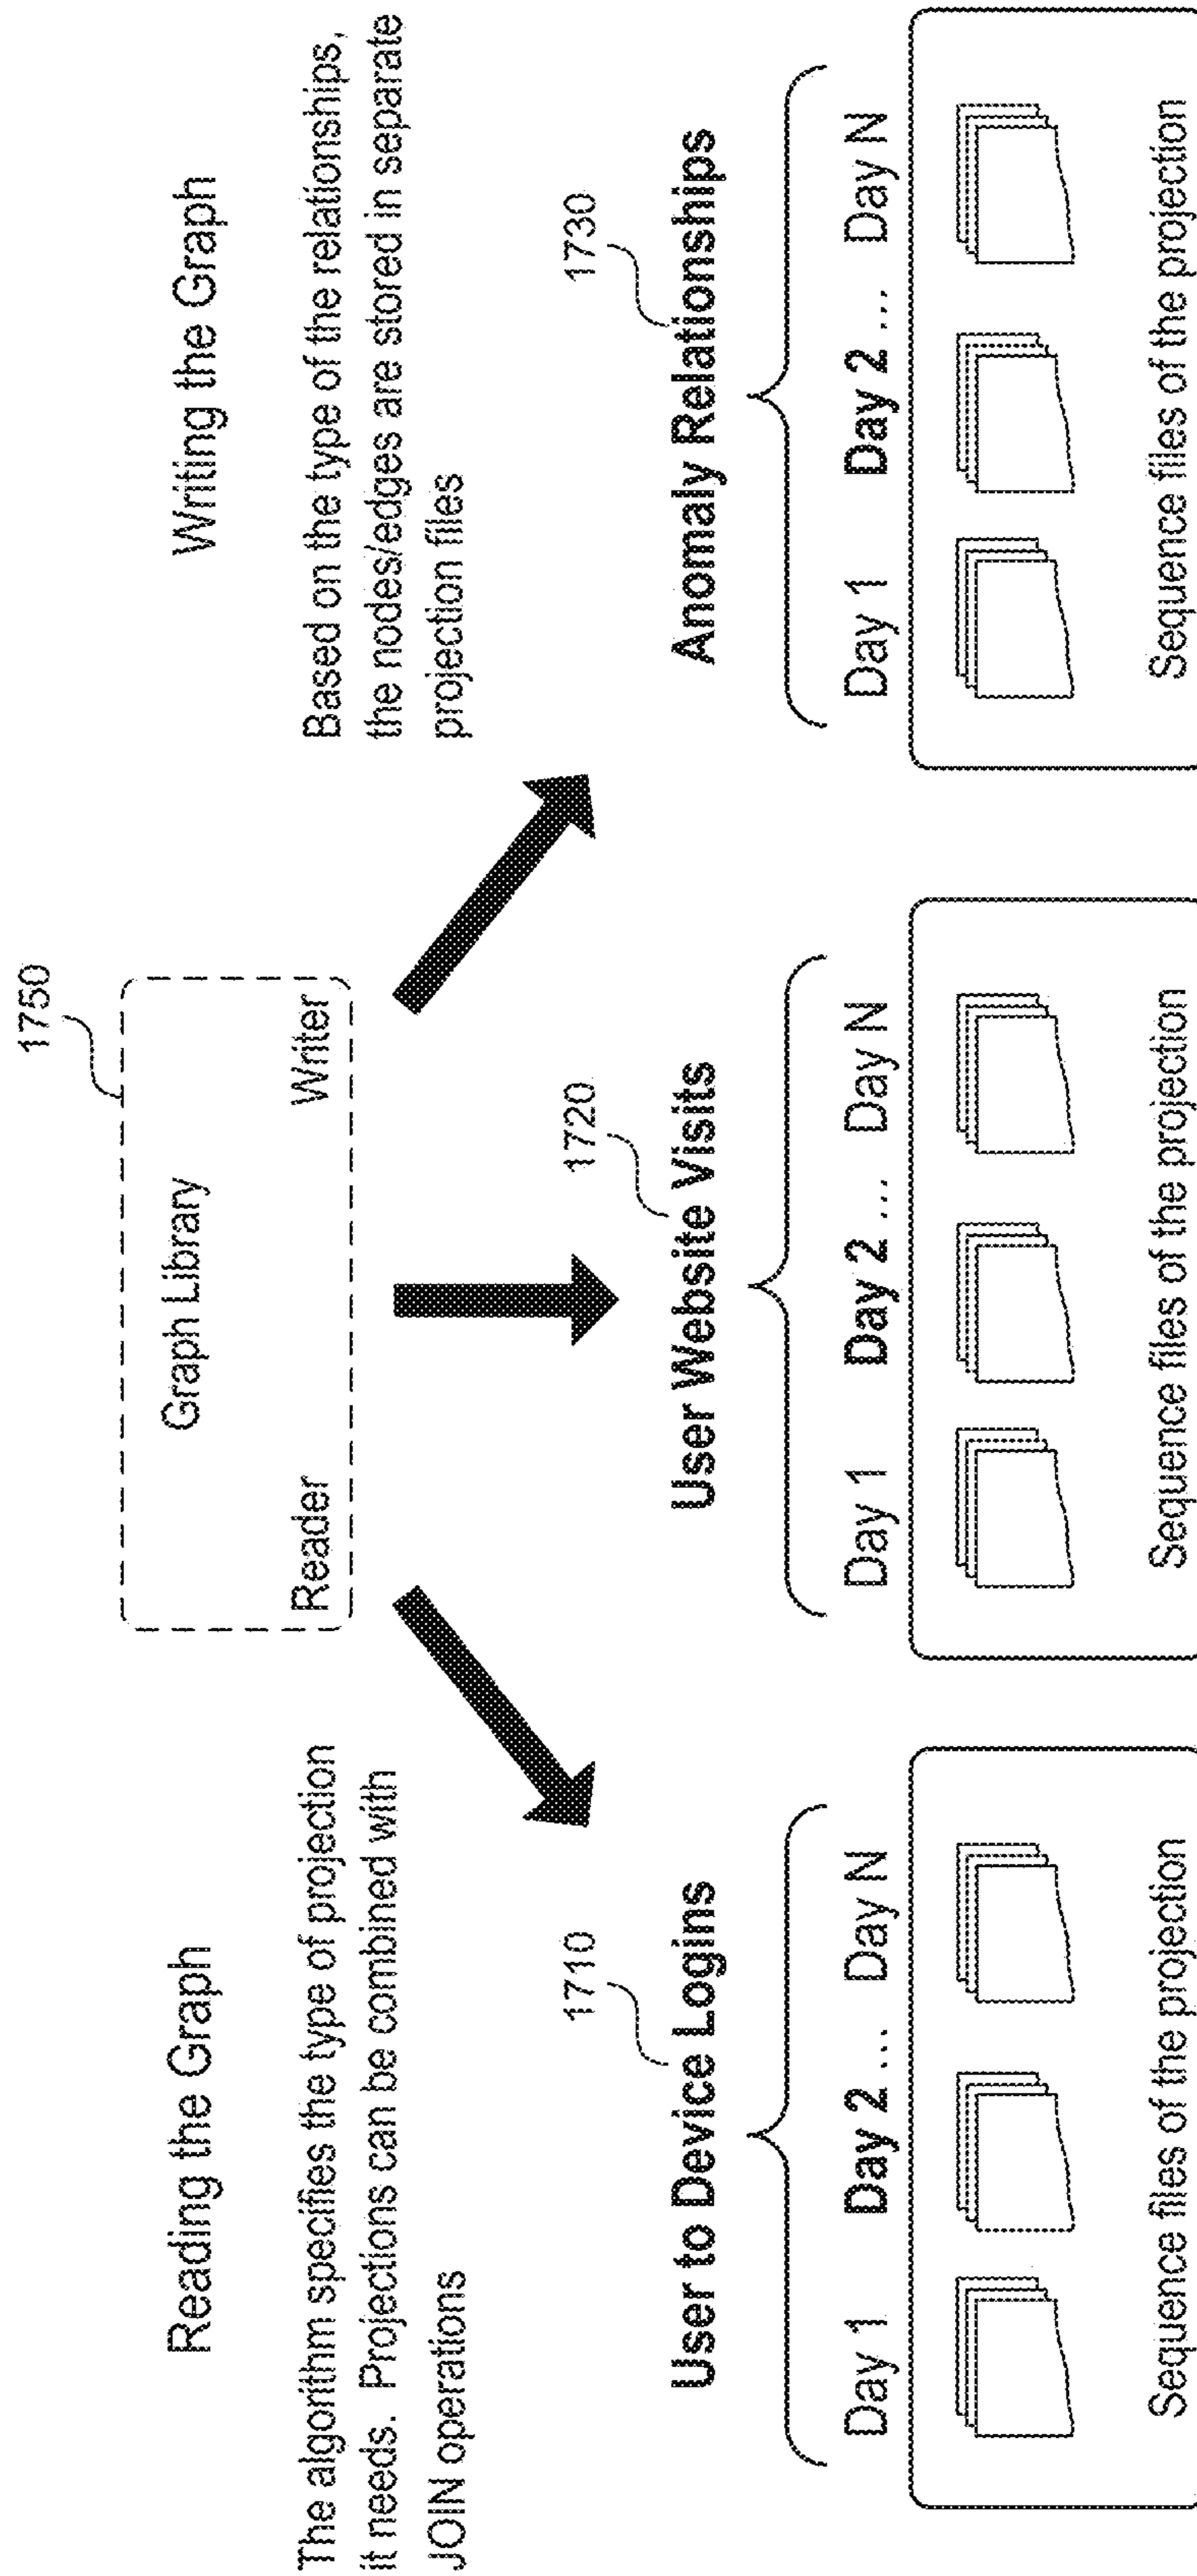 1750
Reading the Graph
Graph Library
Writing the Graph
Reader
Writer
The algorithm specifies the type of projection
it needs. Projections can be combined with
JOIN operations
Based on the type of the relationships,
the nodes/edges are stored in separate
projection files
1710
1720
1730
User to Device Logins
User Website Visits
Anomaly Relationships
Day 1 Day 2 ... Day N
Day 1 Day 2 ... Day N
Day 1 Day 2 ... Day N
Sequence files of the projection
Sequence files of the projection
Sequence files of the projection